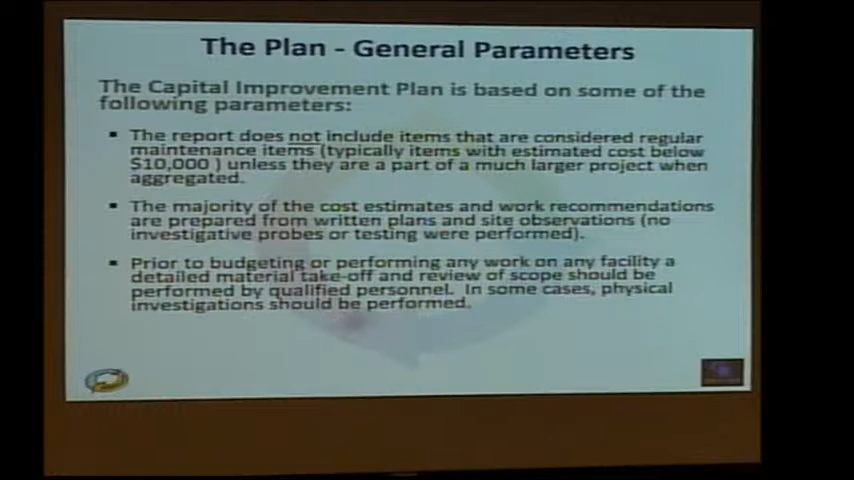 The Plan - General Parameters
The Capital Improvement Plan is based on some of the
following parameters:
▪ The report does not include items that are considered regular
maintenance items (typically items with estimated cost below
$10,000 ) unless they are a part of a much larger project when
aggregated.
▪ The majority of the cost estimates and work recommendations
are prepared from written plans and site observations (no
investigative probes or testing were performed).
▪ Prior to budgeting or performing any work on any facility a
detailed material take-off and review of scope should be
performed by qualified personnel. In some cases, physical
investigations should be performed.